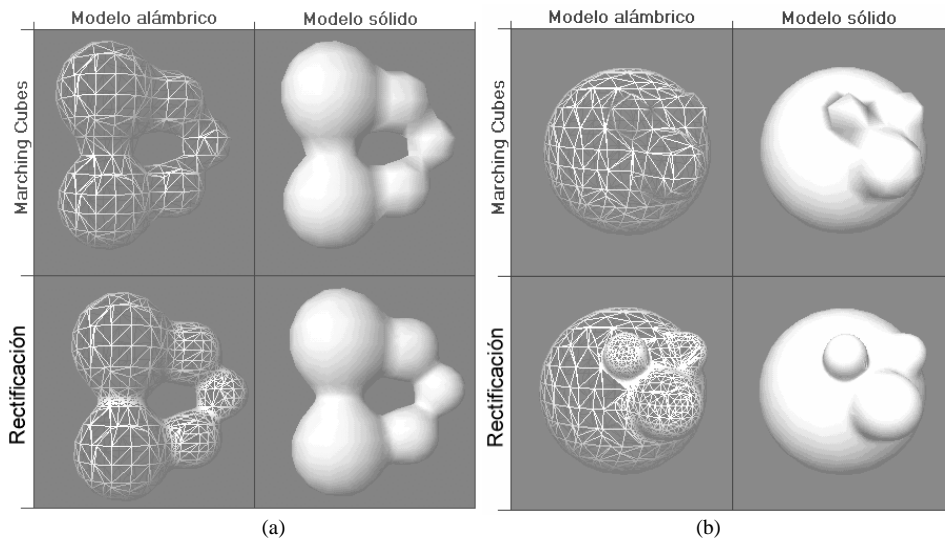 Modelo alámbrico Modelo sólido
Marching Cubes
Rectificación
(a)
Modelo alámbrico Modelo sólido
Marching Cubes
Rectificación
(b)